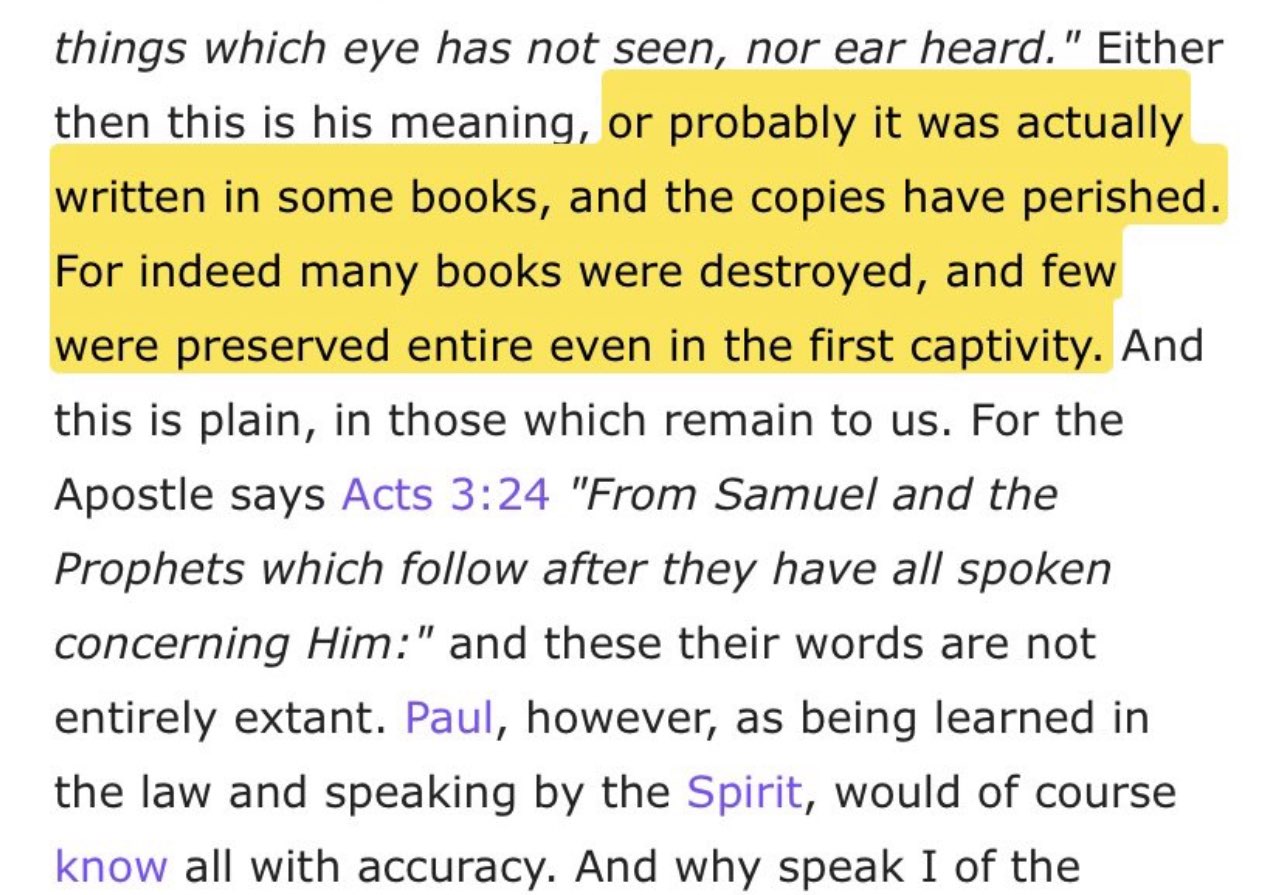 things which eye has not seen, nor ear heard." Either
then this is his meaning, or probably it was actually
written in some books, and the copies have perished.
For indeed many books were destroyed, and few
were preserved entire even in the first captivity. And
this is plain, in those which remain to us. For the
Apostle says Acts 3:24 "From Samuel and the
Prophets which follow after they have all spoken
concerning Him:" and these their words are not
entirely extant. Paul, however, as being learned in
the law and speaking by the Spirit, would of course
know all with accuracy. And why speak I of the